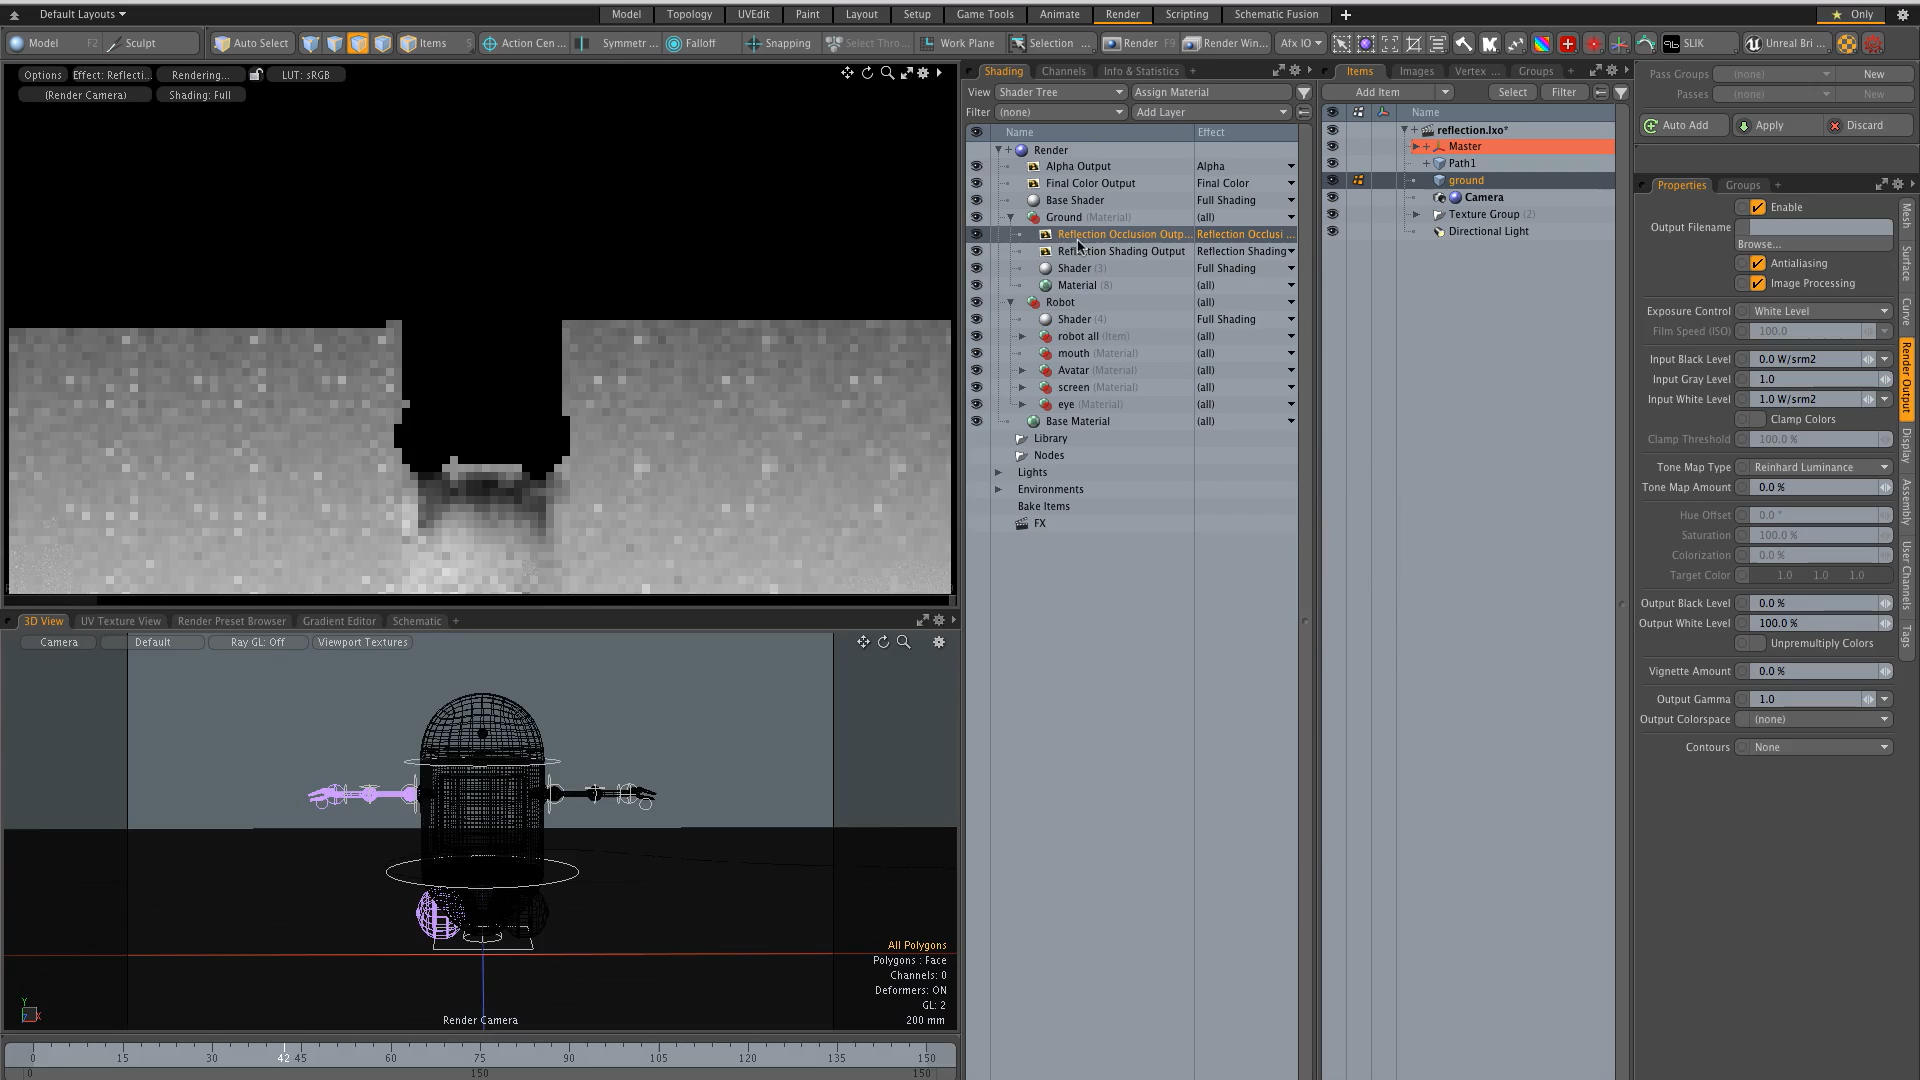 Default Layouts
Model
Topology
UVEdit
Paint
Layout
Setup
Game Tools
Animate
Render
Scripting
Schematic Fusion
+
Only
Model F2
Sculpt
Auto Select
Items S
Action Cen ...
Symmetr ...
Falloff
Snapping
Select Thro...
Work Plane
Selection ...
Render F9
Render Win...
Afx IO
SLIK
Unreal Bri ...
Options
Effect: Reflecti...
Rendering...
LUT: sRGB
(Render Camera)
Shading: Full
Shading
Channels
Info & Statistics
+
View
Shader Tree
Assign Material
Filter
(none)
Add Layer
Name
Effect
Render
Alpha Output
Alpha
Final Color Output
Final Color
Base Shader
Full Shading
Ground (Material)
(all)
Reflection Occlusion Outp...
Reflection Occlusi ...
Reflection Shading Output
Reflection Shading
Shader (3)
Full Shading
Material (8)
(all)
Robot
(all)
Shader (4)
Full Shading
robot all (Item)
(all)
mouth (Material)
(all)
Avatar (Material)
(all)
screen (Material)
(all)
eye (Material)
(all)
Base Material
(all)
Library
Nodes
Lights
Environments
Bake Items
FX
Items
Images
Vertex ...
Groups
+
Add Item
Select
Filter
Name
reflection.lxo*
Master
Path1
ground
Camera
Texture Group (2)
Directional Light
Pass Groups
(none)
New
Passes
(none)
New
Auto Add
Apply
Discard
Properties
Groups
+
Enable
Output Filename
Browse...
Antialiasing
Image Processing
Exposure Control
White Level
Film Speed (ISO)
100.0
Input Black Level
0.0 W/srm2
Input Gray Level
1.0
Input White Level
1.0 W/srm2
Clamp Colors
Clamp Threshold
100.0 %
Tone Map Type
Reinhard Luminance
Tone Map Amount
0.0 %
Hue Offset
0.0 °
Saturation
100.0 %
Colorization
0.0 %
Target Color
1.0 1.0 1.0
Output Black Level
0.0 %
Output White Level
100.0 %
Unpremultiply Colors
Vignette Amount
0.0 %
Output Gamma
1.0
Output Colorspace
(none)
Contours
None
Mesh
Surface
Curve
Render Output
Display
Assembly
User Channels
Tags
3D View
UV Texture View
Render Preset Browser
Gradient Editor
Schematic
+
Camera
Default
Ray GL: Off
Viewport Textures
All Polygons
Polygons : Face
Channels: 0
Deformers: ON
GL: 2
200 mm
Render Camera
Y
X
0 15 30 42 45 60 75 90 105 120 135 150
0 150 150